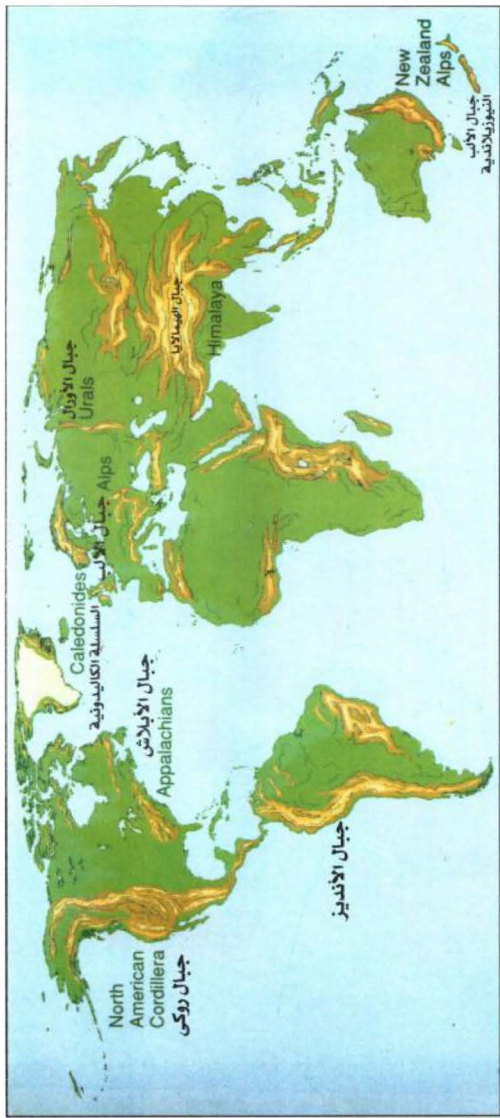 North
American
Cordillera
جبال روكى
جبال الأبلاش
Appalachians
جبال الأنديز
Caledonides
السلسلة الكاليدونية
جبال الألب
Alps
جبال الأورال
Urals
جبال الهيمالايا
Himalaya
New
Zealand
Alps
جبال الألب
النيوزيلاندية